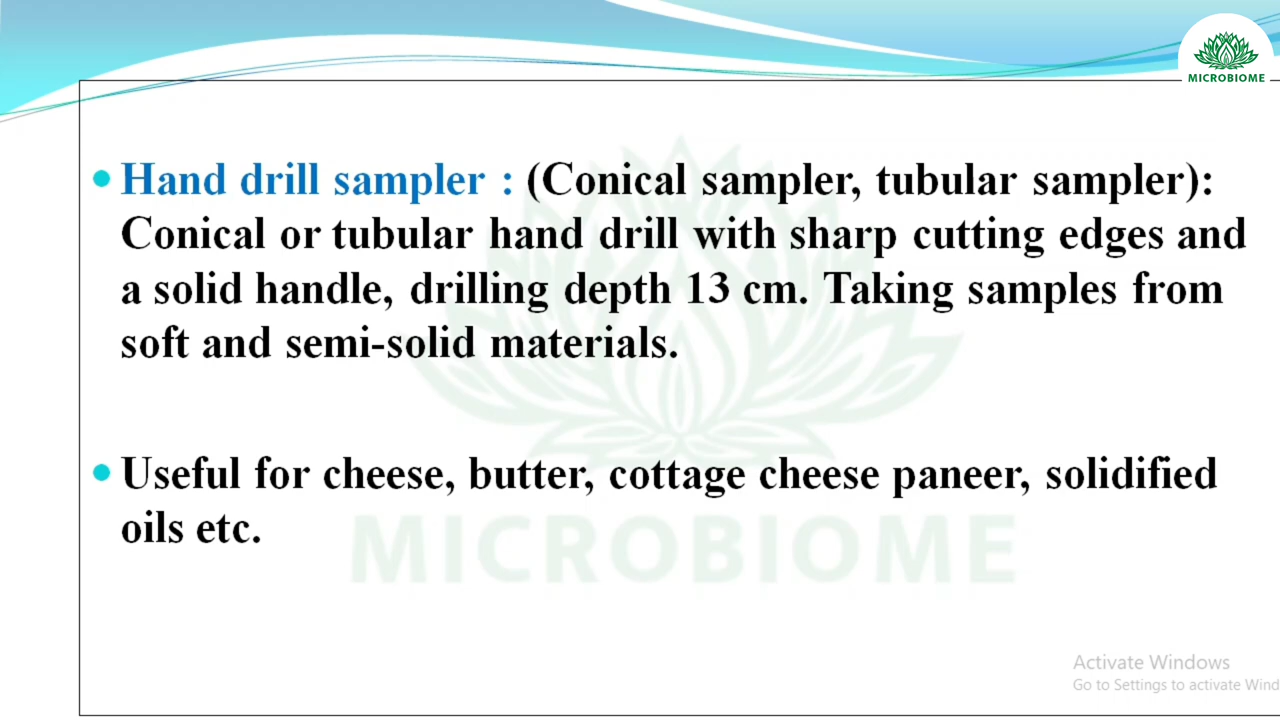 MICROBIOME
Hand drill sampler : (Conical sampler, tubular sampler):
Conical or tubular hand drill with sharp cutting edges and
a solid handle, drilling depth 13 cm. Taking samples from
soft and semi-solid materials.
Useful for cheese, butter, cottage cheese paneer, solidified
oils etc.
MICROBIOME
Activate Windows
Go to Settings to activate Wind